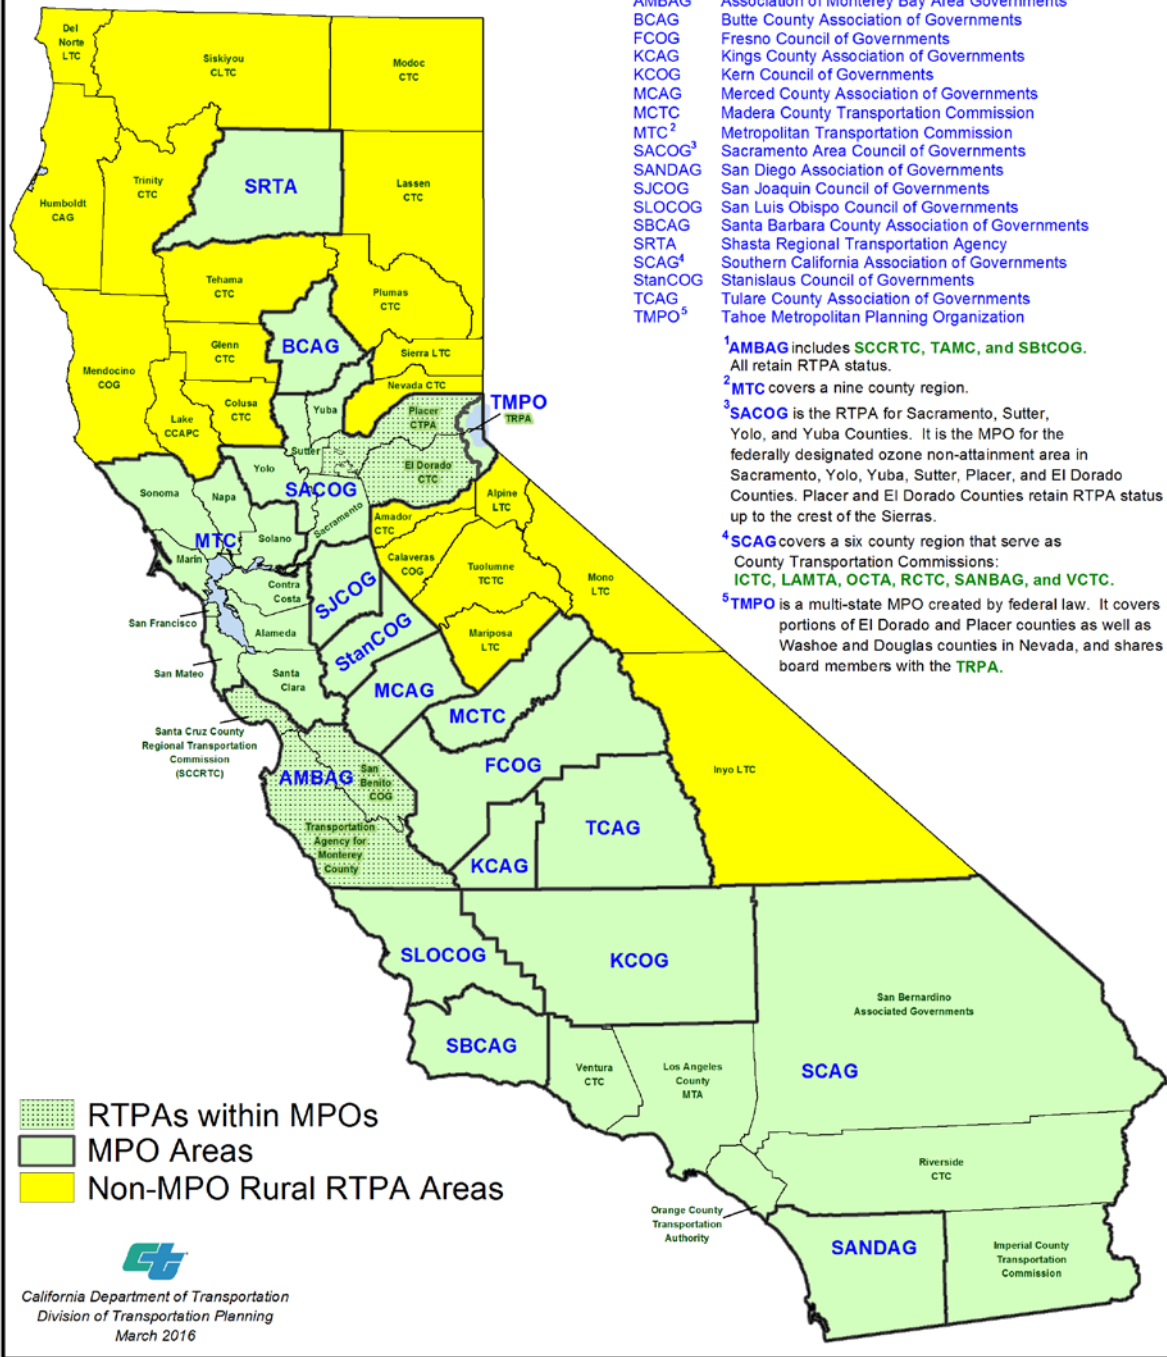 AMBAG Association of Monterey Bay Area Governments
BCAG Butte County Association of Governments
FCOG Fresno Council of Governments
KCAG Kings County Association of Governments
KCOG Kern Council of Governments
MCAG Merced County Association of Governments
MCTC Madera County Transportation Commission
MTC² Metropolitan Transportation Commission
SACOG³ Sacramento Area Council of Governments
SANDAG San Diego Association of Governments
SJCOG San Joaquin Council of Governments
SLOCOG San Luis Obispo Council of Governments
SBCAG Santa Barbara County Association of Governments
SRTA Shasta Regional Transportation Agency
SCAG⁴ Southern California Association of Governments
StanCOG Stanislaus Council of Governments
TCAG Tulare County Association of Governments
TMPO⁵ Tahoe Metropolitan Planning Organization
¹AMBAG includes SCCRTC, TAMC, and SBtCOG.
All retain RTPA status.
²MTC covers a nine county region.
³SACOG is the RTPA for Sacramento, Sutter,
Yolo, and Yuba Counties. It is the MPO for the
federally designated ozone non-attainment area in
Sacramento, Yolo, Yuba, Sutter, Placer, and El Dorado
Counties. Placer and El Dorado Counties retain RTPA status
up to the crest of the Sierras.
⁴SCAG covers a six county region that serve as
County Transportation Commissions:
ICTC, LAMTA, OCTA, RCTC, SANBAG, and VCTC.
⁵TMPO is a multi-state MPO created by federal law. It covers
portions of El Dorado and Placer counties as well as
Washoe and Douglas counties in Nevada, and shares
board members with the TRPA.
Del
Norte
LTC
Siskiyou
CLTC
Modoc
CTC
Humboldt
CAG
Trinity
CTC
SRTA
Lassen
CTC
Tehama
CTC
Plumas
CTC
Glenn
CTC
BCAG
Sierra LTC
Mendocino
COG
Nevada CTC
Lake
CCAPC
Colusa
CTC
Yuba
Placer
CTPA
TMPO
TRPA
Sutter
Yolo
El Dorado
CTC
SACOG
Sacramento
Sonoma
Napa
Alpine
LTC
Amador
CTC
MTC
Solano
Marin
Calaveras
COG
Tuolumne
TCTC
Mono
LTC
Contra
Costa
SJCOG
San Francisco
Alameda
StanCOG
Mariposa
LTC
San Mateo
Santa
Clara
MCAG
MCTC
Santa Cruz County
Regional Transportation
Commission
(SCCRTC)
AMBAG
San
Benito
COG
FCOG
Inyo LTC
Transportation
Agency for
Monterey
County
TCAG
KCAG
SLOCOG
KCOG
San Bernardino
Associated Governments
SBCAG
Ventura
CTC
Los Angeles
County
MTA
SCAG
Riverside
CTC
Orange County
Transportation
Authority
SANDAG
Imperial County
Transportation
Commission
RTPAs within MPOs
MPO Areas
Non-MPO Rural RTPA Areas
ct
California Department of Transportation
Division of Transportation Planning
March 2016